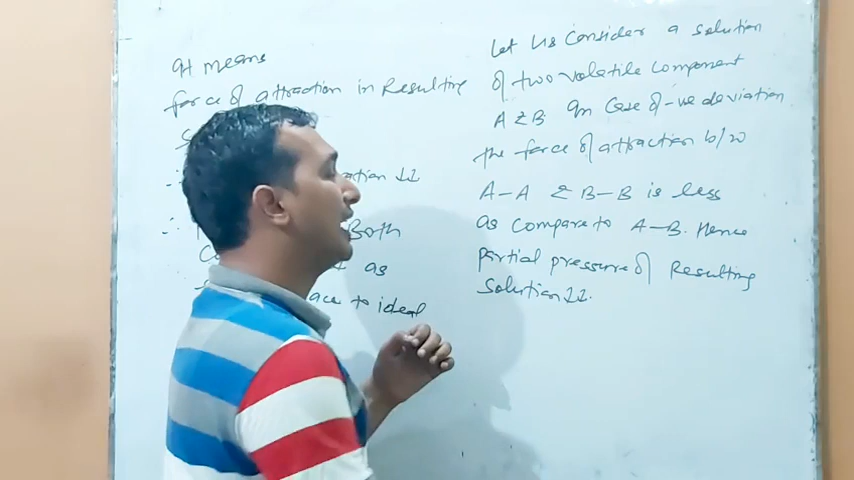 It means
force of attraction in Resulting
ation ↓↓
Both
as
ace to ideal
Let Us Consider a solution
of two volatile component
A & B. In Case of -ve deviation
the force of attraction b/w
A-A & B-B is less
as compare to A-B. Hence
partial pressure of Resulting
solution ↓↓.